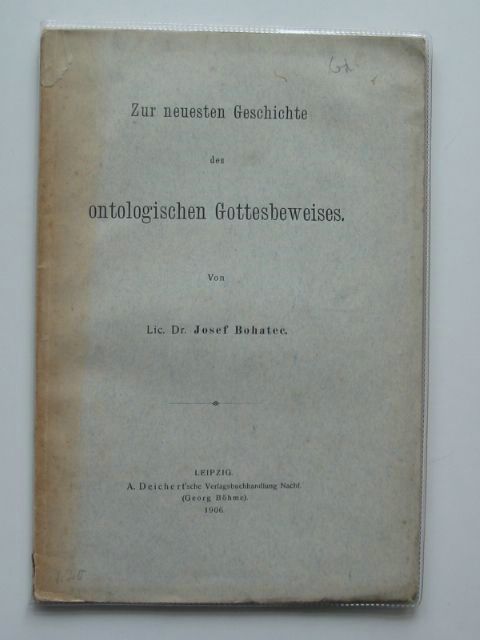 Zur neuesten Geschichte
des
ontologischen Gottesbeweises.
Von
Lic. Dr. Josef Bohatec.
LEIPZIG.
A. Deichert'sche Verlagsbuchhandlung Nachf.
(Georg Böhme).
1906.